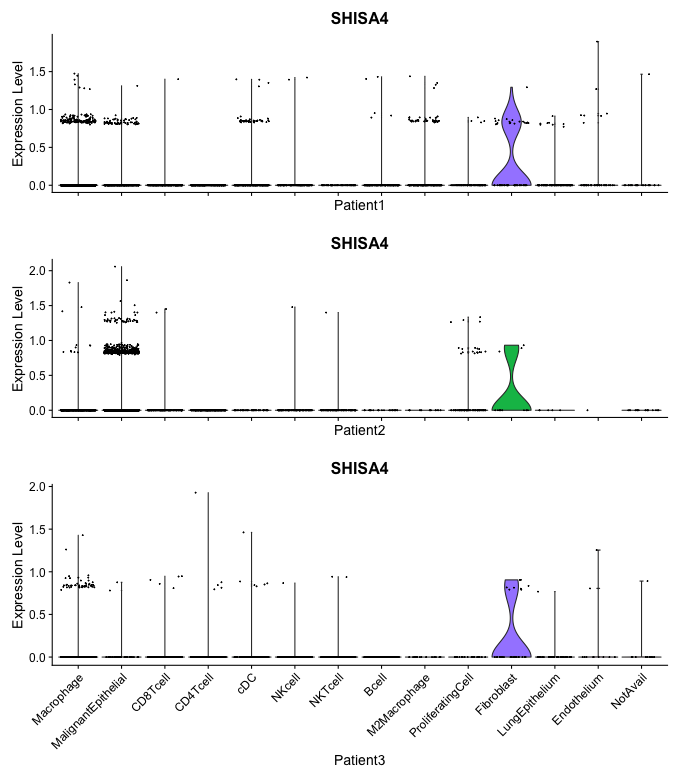 SHISA4
Expression Level
1.5
1.0
0.5
0.0
Patient1
SHISA4
Expression Level
2.0
1.5
1.0
0.5
0.0
Patient2
SHISA4
Expression Level
2.0
1.5
1.0
0.5
0.0
Macrophage
MalignantEpithelial
CD8Tcell
CD4Tcell
cDC
NKcell
NKTcell
Bcell
M2Macrophage
ProliferatingCell
Fibroblast
LungEpithelium
Endothelium
NotAvail
Patient3